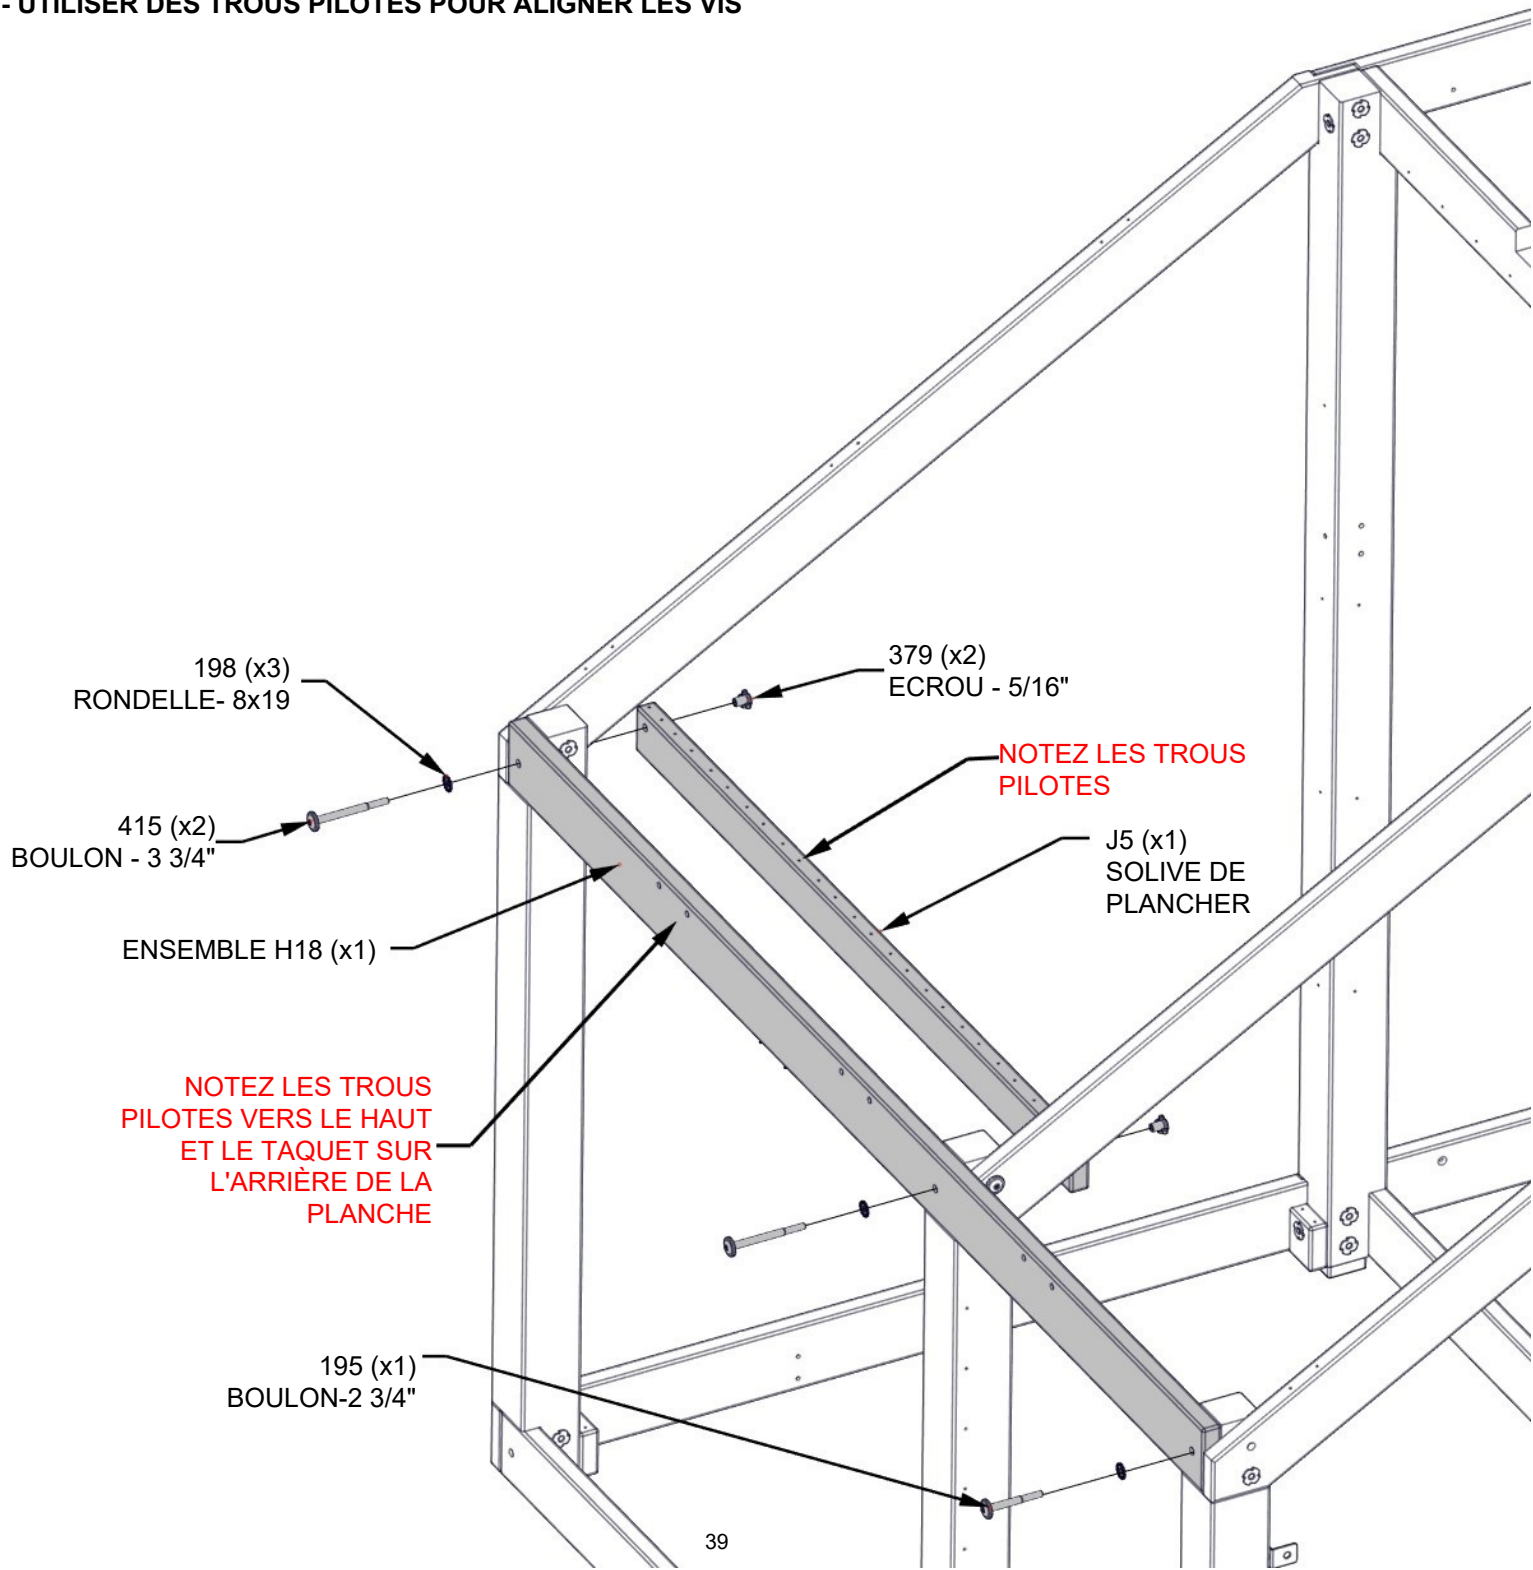 - UTILISER DES TROUS PILOTES POUR ALIGNER LES VIS
198 (x3)
RONDELLE- 8x19
379 (x2)
ECROU - 5/16"
NOTEZ LES TROUS
PILOTES
415 (x2)
BOULON - 3 3/4"
J5 (x1)
SOLIVE DE
PLANCHER
ENSEMBLE H18 (x1)
NOTEZ LES TROUS
PILOTES VERS LE HAUT
ET LE TAQUET SUR
L'ARRIÈRE DE LA
PLANCHE
195 (x1)
BOULON-2 3/4"
39